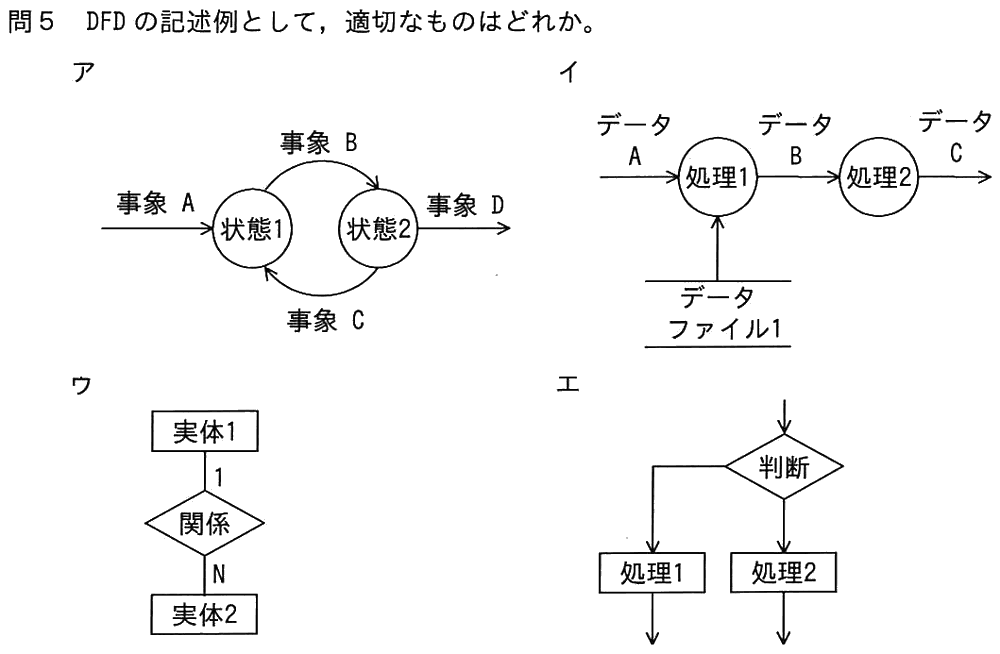 問5 DFDの記述例として，適切なものはどれか。
ア
事象 B
事象 A
状態1
状態2
事象 D
事象 C
イ
データ
A
処理1
データ
B
処理2
データ
C
データ
ファイル1
ウ
実体1
1
関係
N
実体2
エ
判断
処理1
処理2